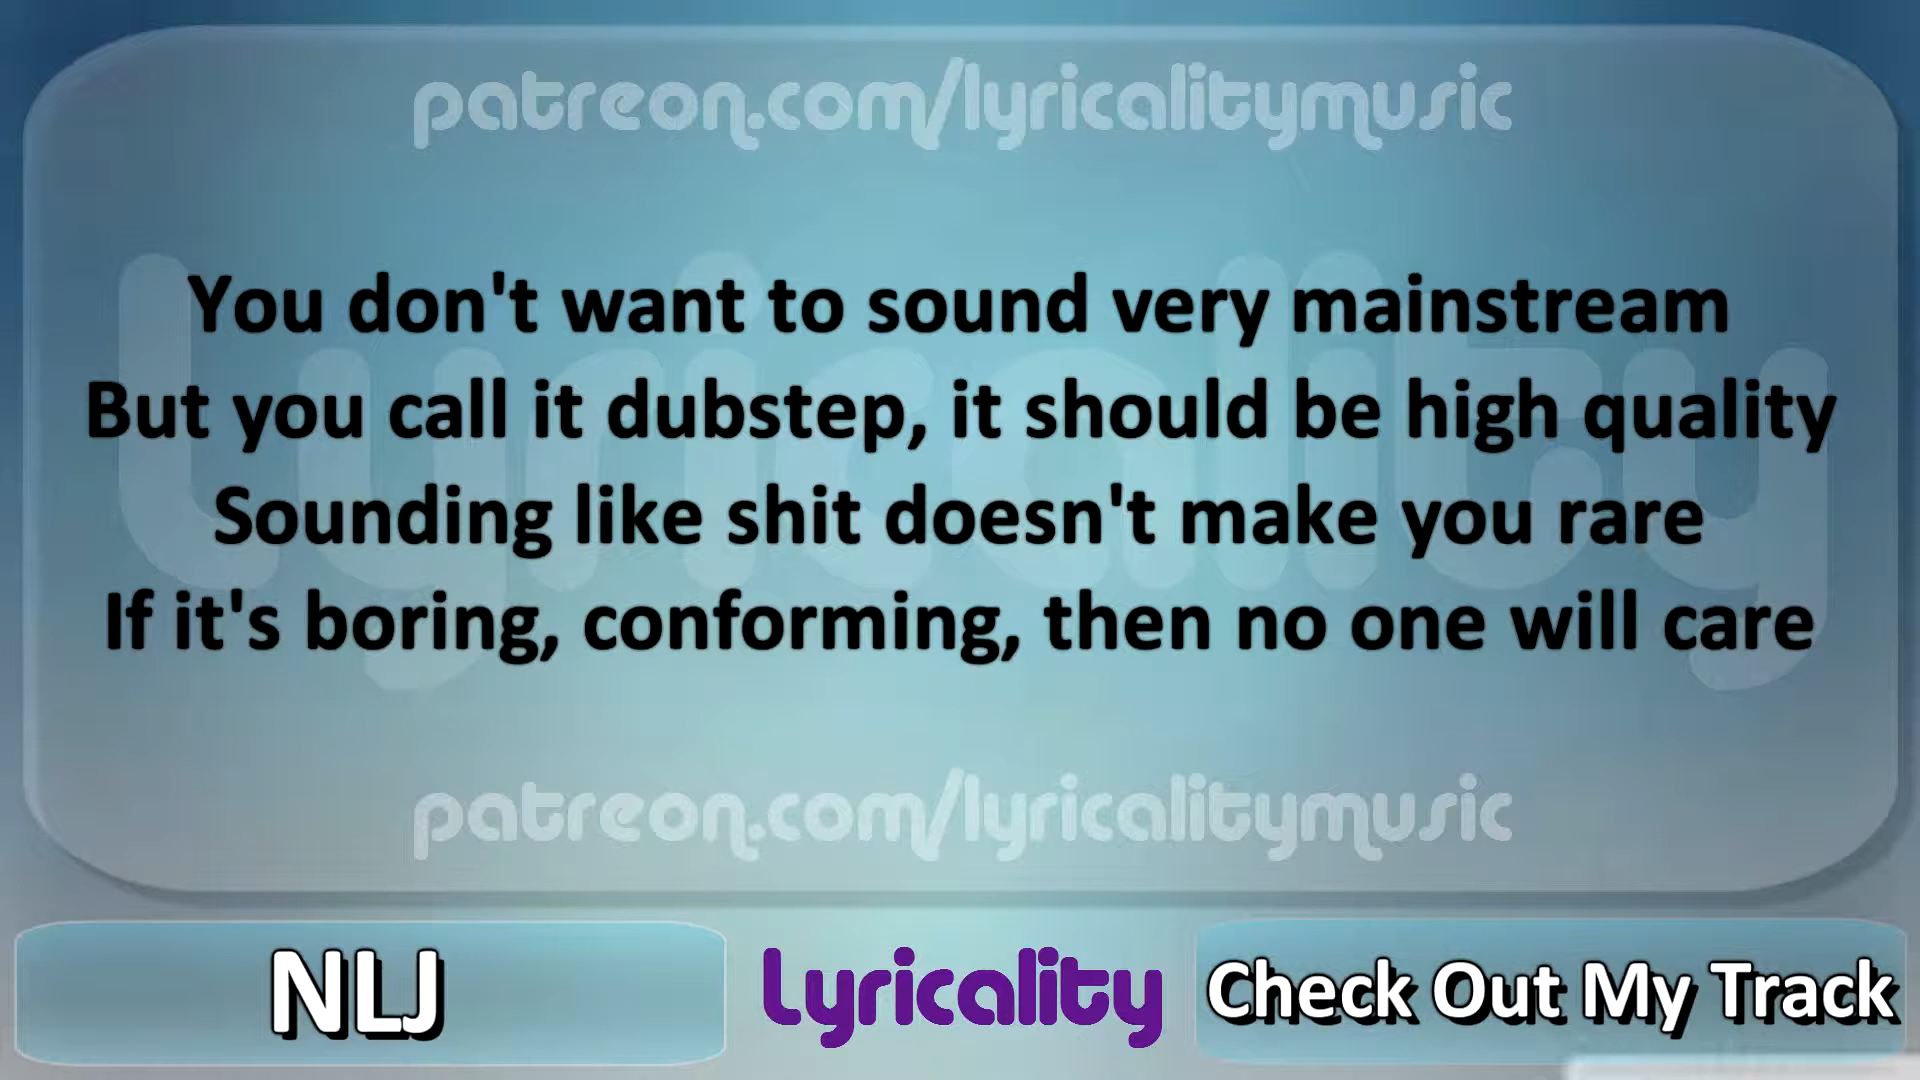 patreon.com/lyricalitymusic
You don't want to sound very mainstream
But you call it dubstep, it should be high quality
Sounding like shit doesn't make you rare
If it's boring, conforming, then no one will care
Lyricality
patreon.com/lyricalitymusic
NLJ
Lyricality
Check Out My Track